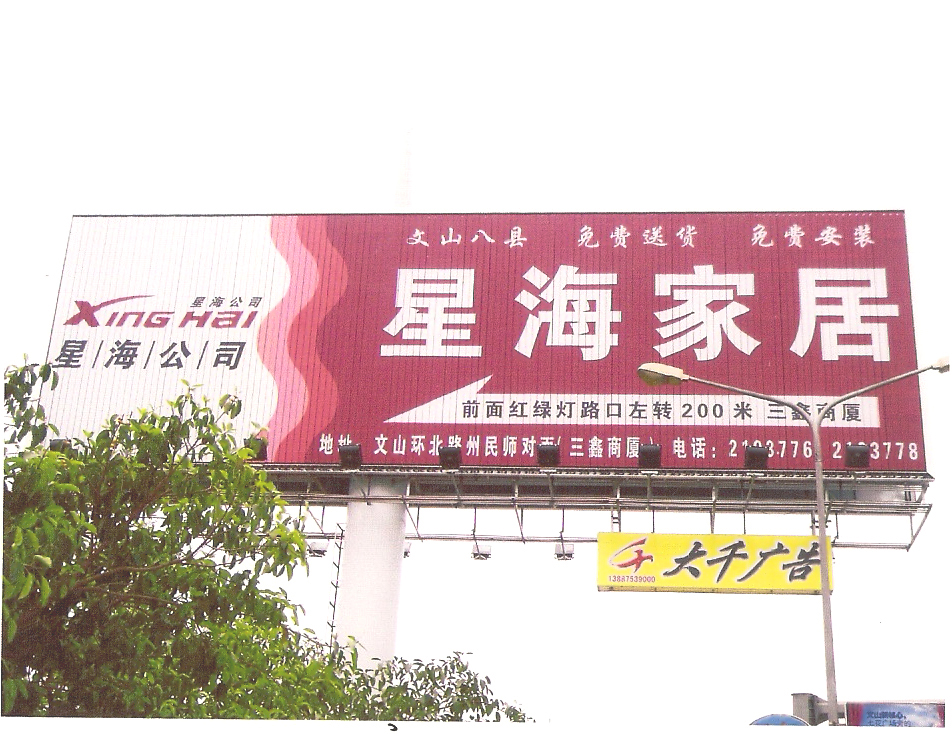 文山八县 免费送货 免费安装
星海公司
XingHai
星/海/公/司
星海家居
前面红绿灯路口左转200米 三鑫商厦
地址: 文山环北路州民师对面(三鑫商厦) 电话: 2193776 2193778
大千广告
13887539000